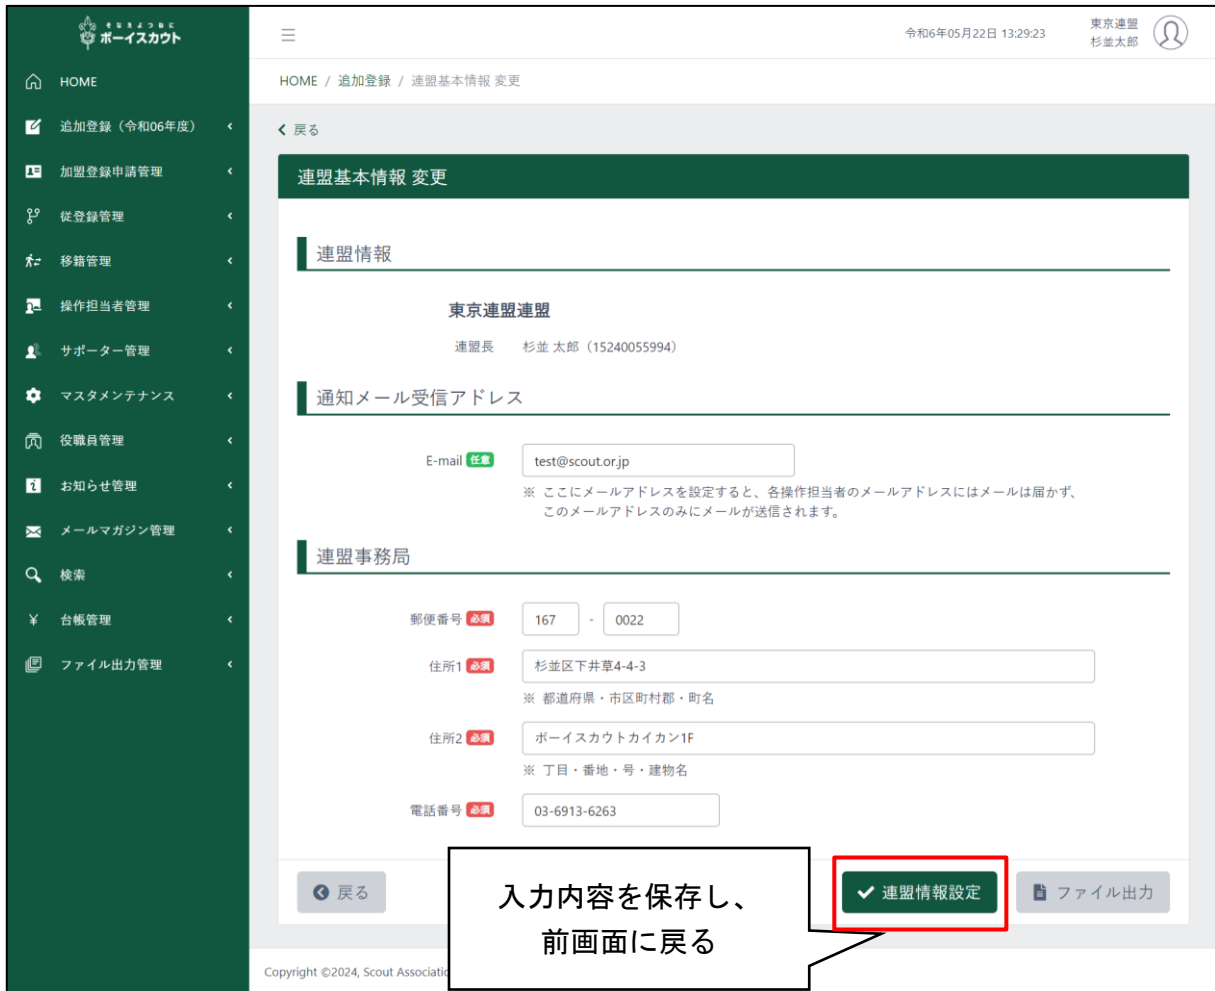 そなえよつねに
ボーイスカウト
令和6年05月22日 13:29:23
東京連盟
杉並太郎
HOME
追加登録（令和06年度）
加盟登録申請管理
従登録管理
移籍管理
操作担当者管理
サポーター管理
マスタメンテナンス
役職員管理
お知らせ管理
メールマガジン管理
検索
台帳管理
ファイル出力管理
HOME / 追加登録 / 連盟基本情報 変更
戻る
連盟基本情報 変更
連盟情報
東京連盟連盟
連盟長 杉並 太郎（15240055994）
通知メール受信アドレス
E-mail 任意 test@scout.or.jp
※ ここにメールアドレスを設定すると、各操作担当者のメールアドレスにはメールは届かず、
このメールアドレスのみにメールが送信されます。
連盟事務局
郵便番号 必須 167 - 0022
住所1 必須 杉並区下井草4-4-3
※ 都道府県・市区町村郡・町名
住所2 必須 ボーイスカウトカイカン1F
※ 丁目・番地・号・建物名
電話番号 必須 03-6913-6263
戻る
連盟情報設定
ファイル出力
入力内容を保存し、
前画面に戻る
Copyright ©2024, Scout Associatio